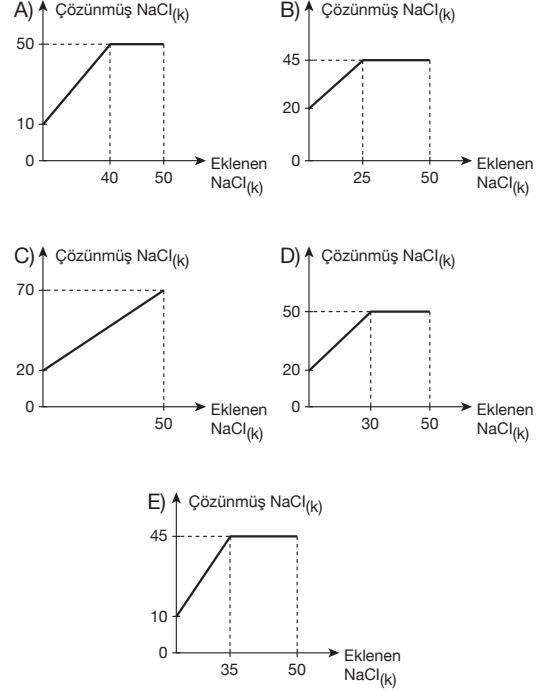 A) Çözünmüş NaCl(k)
50
10
0
40 50
Eklenen
NaCl(k)
B) Çözünmüş NaCl(k)
45
20
0
25 50
Eklenen
NaCl(k)
C) Çözünmüş NaCl(k)
70
20
0
50
Eklenen
NaCl(k)
D) Çözünmüş NaCl(k)
50
20
0
30 50
Eklenen
NaCl(k)
E) Çözünmüş NaCl(k)
45
10
0
35 50
Eklenen
NaCl(k)